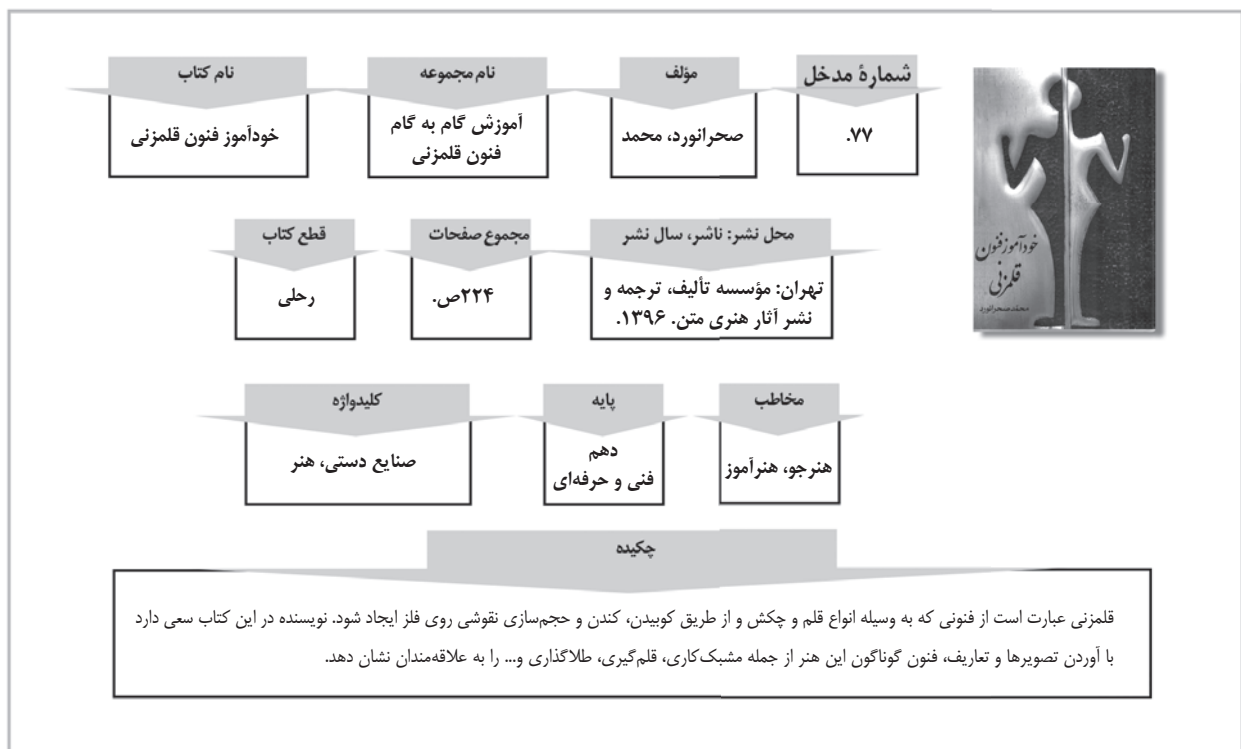 شمارهٔ مدخل
۷۷.
مؤلف
صحرانورد، محمد
نام مجموعه
آموزش گام به گام
فنون قلمزنی
نام کتاب
خودآموز فنون قلمزنی
خودآموز فنون
قلمزنی
محمد صحرانورد
محل نشر: ناشر، سال نشر
تهران: مؤسسه تألیف، ترجمه و
نشر آثار هنری متن. ۱۳۹۶.
مجموع صفحات
۲۲۴ص.
قطع کتاب
رحلی
مخاطب
هنرجو، هنرآموز
پایه
دهم
فنی و حرفه‌ای
کلیدواژه
صنایع دستی، هنر
چکیده
قلمزنی عبارت است از فنونی که به وسیله انواع قلم و چکش و از طریق کوبیدن، کندن و حجم‌سازی نقوشی روی فلز ایجاد شود. نویسنده در این کتاب سعی دارد
با آوردن تصویرها و تعاریف، فنون گوناگون این هنر از جمله مشبک‌کاری، قلم‌گیری، طلاگذاری و... را به علاقه‌مندان نشان دهد.